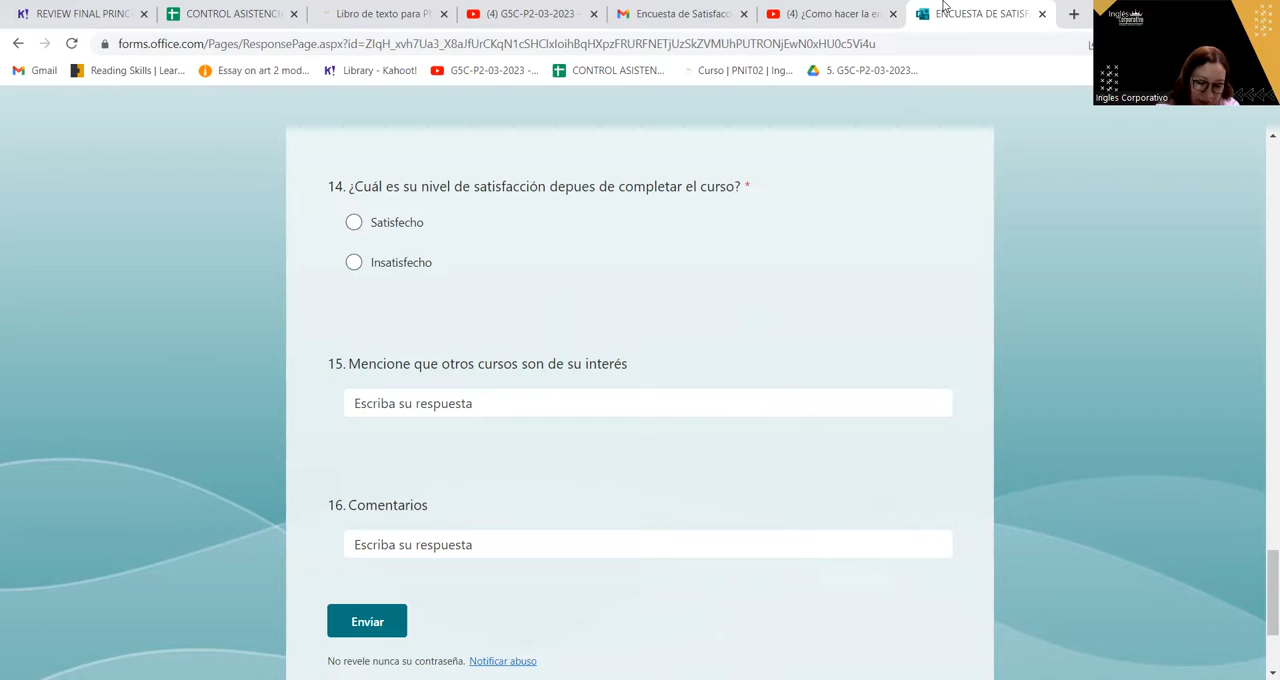 REVIEW FINAL PRINC
CONTROL ASISTENCI
Libro de texto para Pl
(4) G5C-P2-03-2023 -
Encuesta de Satisfacc
(4) ¿Como hacer la en
ENCUESTA DE SATISF
forms.office.com/Pages/ResponsePage.aspx?id=ZIqH_xvh7Ua3_X8aJfUrCKqN1cSHClxIoihBqHXpzFRURFNETjUzSkZVMUhPUTRONjEwN0xHU0c5Vi4u
Gmail
Reading Skills | Lear...
Essay on art 2 mod...
Library - Kahoot!
G5C-P2-03-2023 -...
CONTROL ASISTEN...
Curso | PNIT02 | Ing...
5. G5C-P2-03-2023...
Inglés
Corporativo
Ingles Corporativo
14. ¿Cuál es su nivel de satisfacción depues de completar el curso? *
Satisfecho
Insatisfecho
15. Mencione que otros cursos son de su interés
Escriba su respuesta
16. Comentarios
Escriba su respuesta
Enviar
No revele nunca su contraseña. Notificar abuso